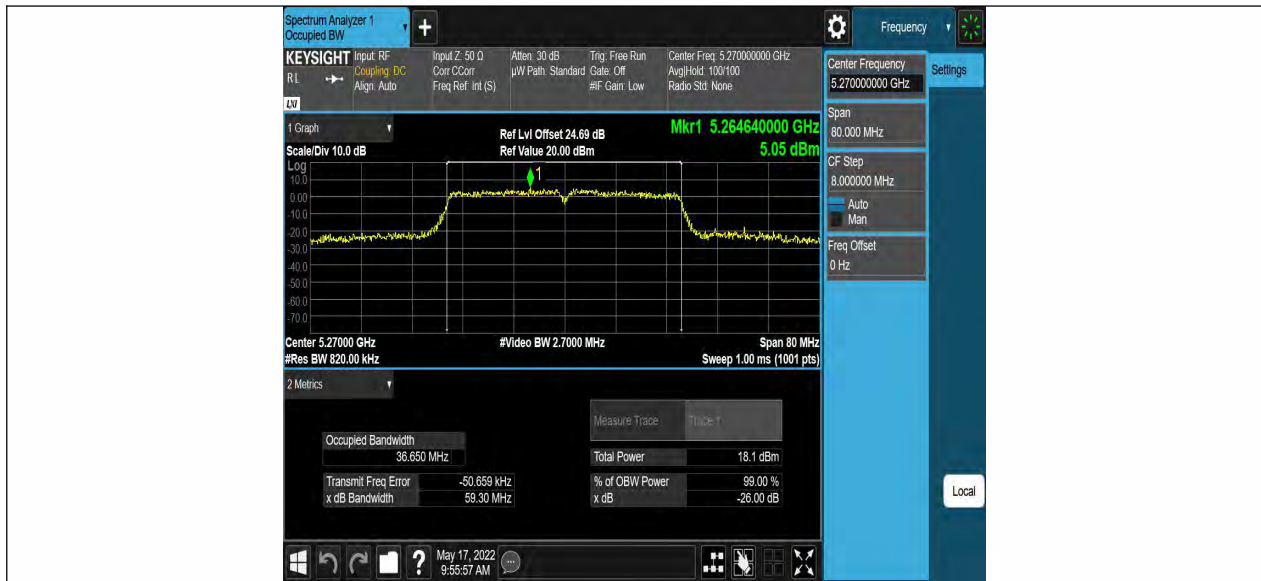 Spectrum Analyzer 1
Occupied BW
+
Frequency
KEYSIGHT
RL
LXI
Input: RF
Coupling: DC
Align: Auto
Input Z: 50 Ω
Corr CCorr
Freq Ref: Int (S)
Atten: 30 dB
µW Path: Standard
Trig: Free Run
Gate: Off
#IF Gain: Low
Center Freq: 5.270000000 GHz
Avg|Hold: 100/100
Radio Std: None
Center Frequency
5.270000000 GHz
Settings
Span
80.000 MHz
CF Step
8.000000 MHz
Auto
Man
Freq Offset
0 Hz
1 Graph
Scale/Div 10.0 dB
Ref Lvl Offset 24.69 dB
Ref Value 20.00 dBm
Mkr1 5.264640000 GHz
5.05 dBm
Log
10.0
0.00
-10.0
-20.0
-30.0
-40.0
-50.0
-60.0
-70.0
1
Center 5.27000 GHz
#Res BW 820.00 kHz
#Video BW 2.7000 MHz
Span 80 MHz
Sweep 1.00 ms (1001 pts)
2 Metrics
Measure Trace Trace 1
Occupied Bandwidth
36.650 MHz
Total Power 18.1 dBm
Transmit Freq Error -50.659 kHz
% of OBW Power 99.00 %
x dB Bandwidth 59.30 MHz
x dB -26.00 dB
Local
?
May 17, 2022
9:55:57 AM